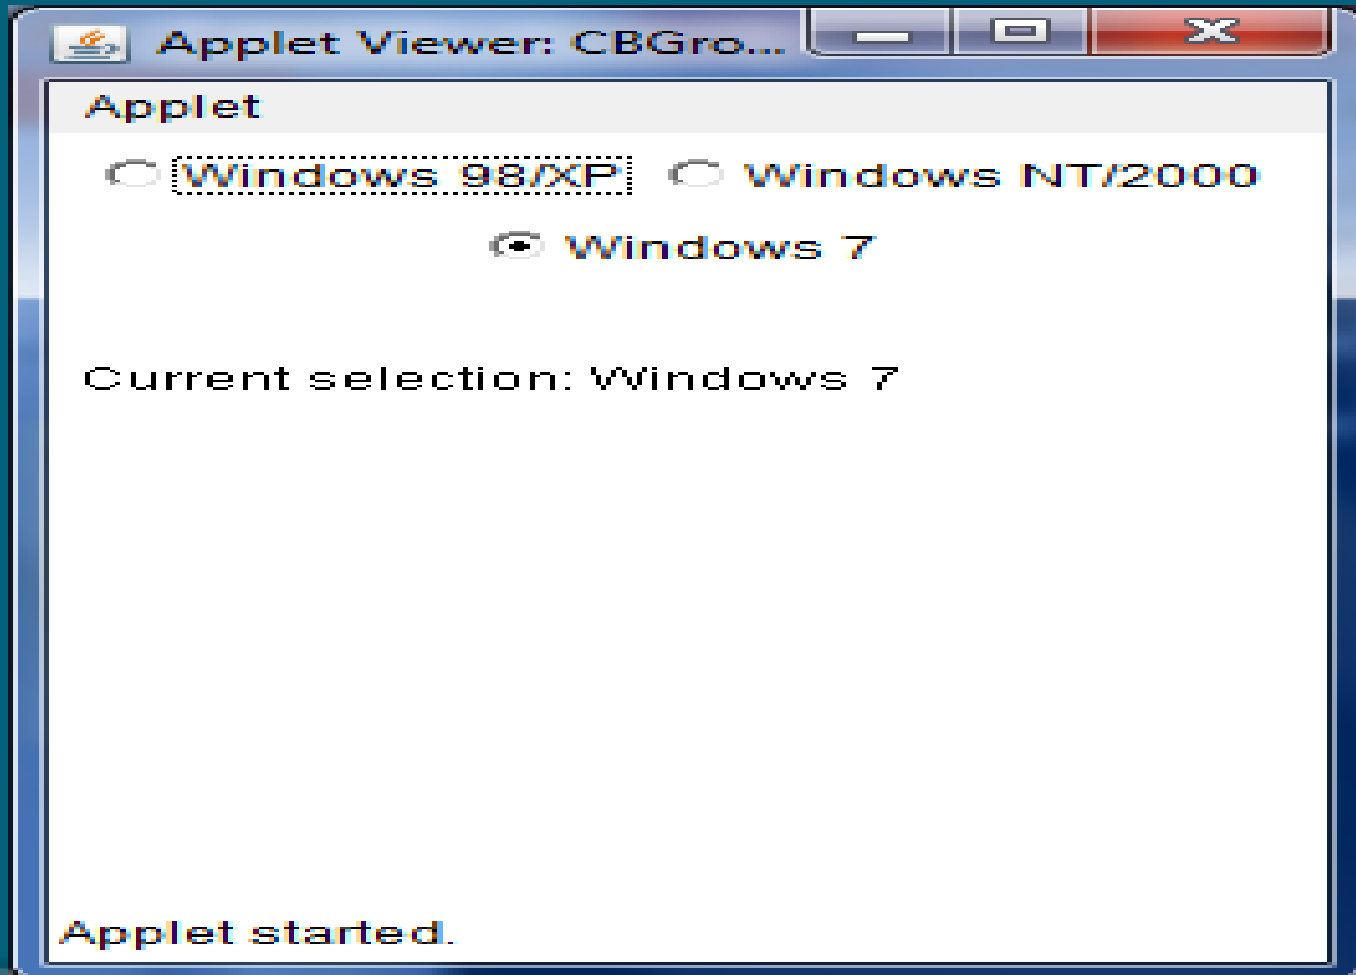 Applet Viewer: CBGro...
Applet
Windows 98/XP Windows NT/2000
Windows 7
Current selection: Windows 7
Applet started.